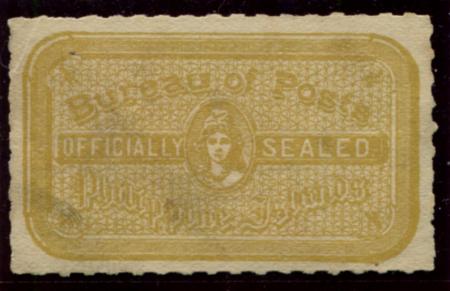 Bureau of Posts
OFFICIALLY SEALED
Philippine Islands